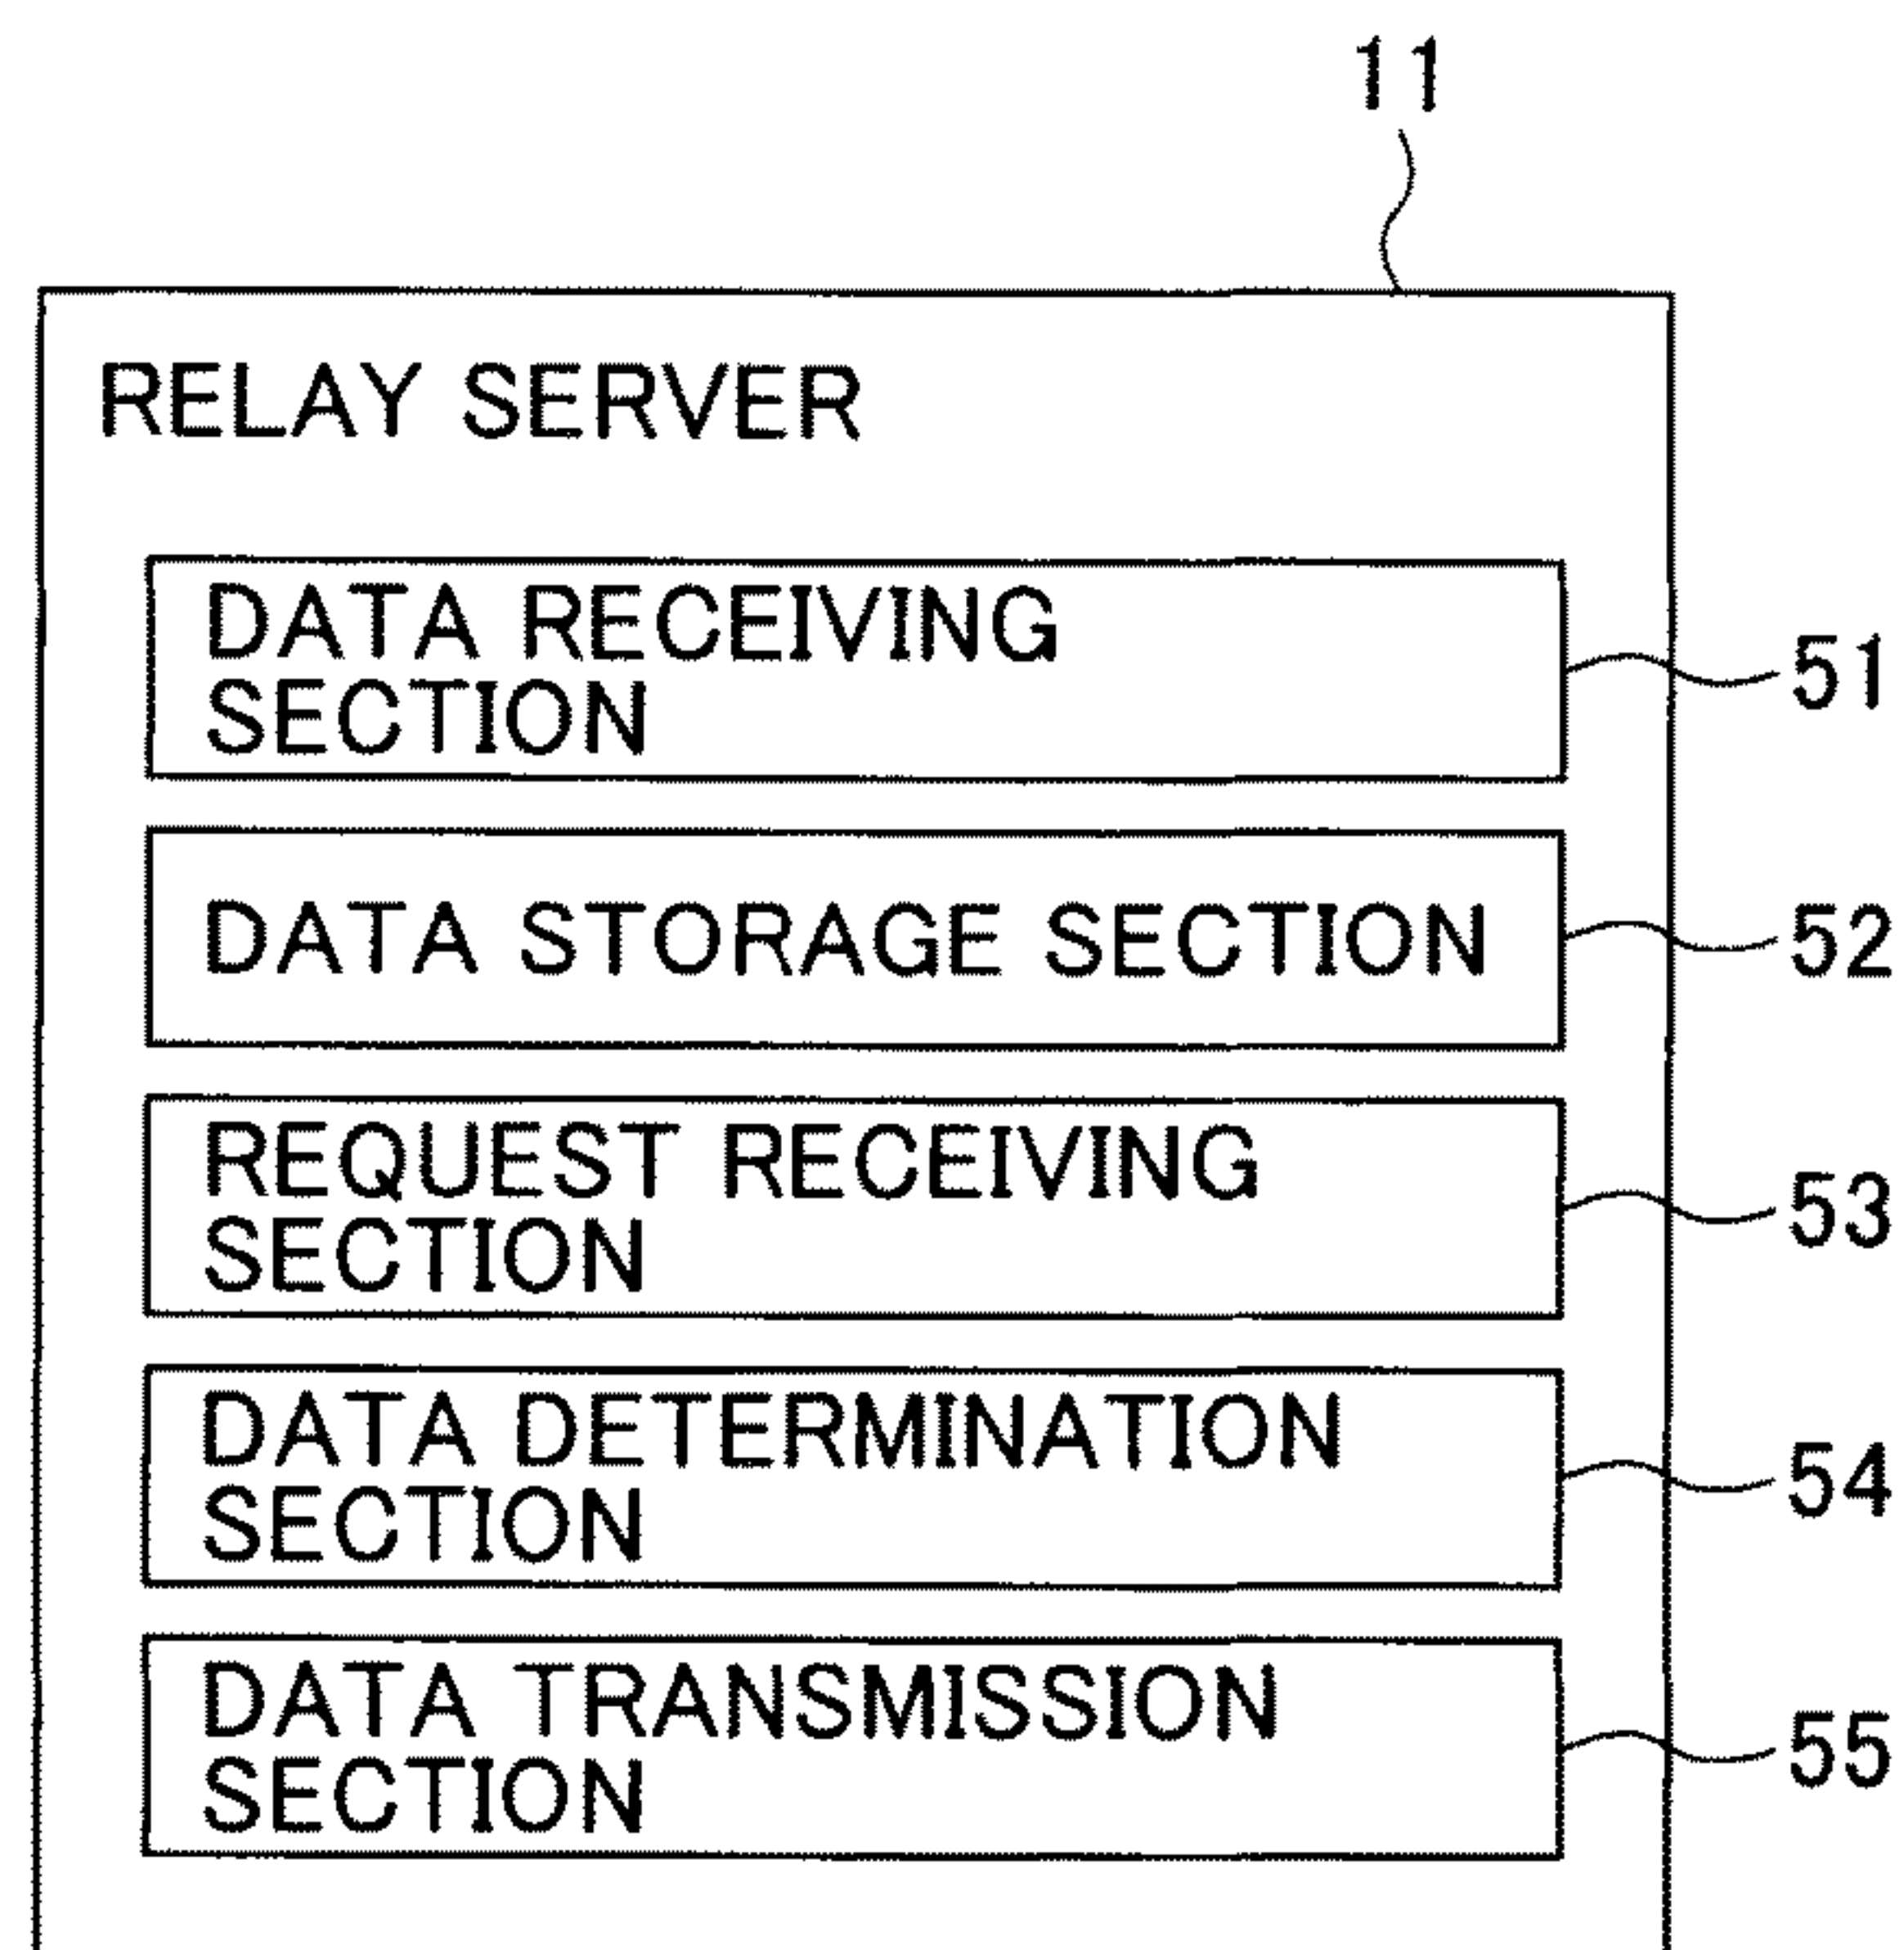 11
RELAY SERVER
DATA RECEIVING
SECTION
51
DATA STORAGE SECTION
52
REQUEST RECEIVING
SECTION
53
DATA DETERMINATION
SECTION
54
DATA TRANSMISSION
SECTION
55